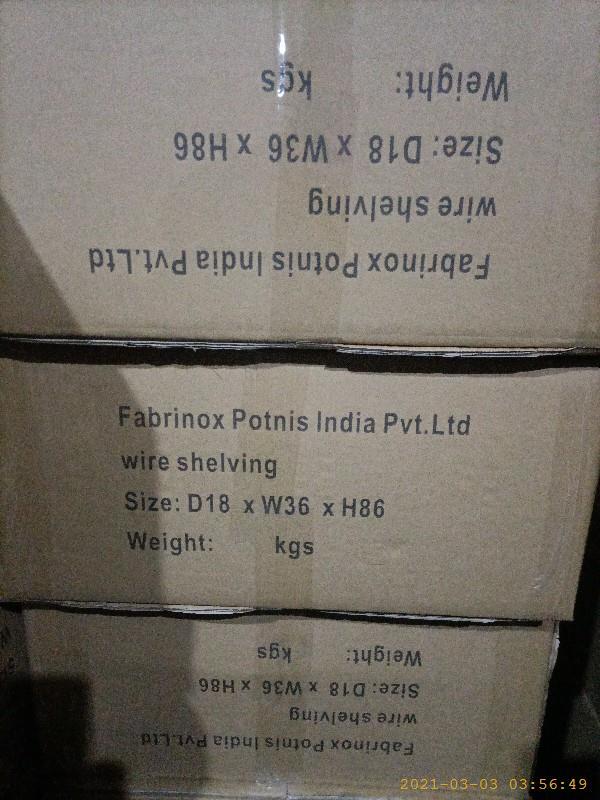 Weight: kgs
Size: D18 x W36 x H86
wire shelving
Fabrinox Potnis India Pvt.Ltd
Fabrinox Potnis India Pvt.Ltd
wire shelving
Size: D18 x W36 x H86
Weight: kgs
Weight: kgs
Size: D18 x W36 x H86
wire shelving
Fabrinox Potnis India Pvt.Ltd
2021-03-03 03:56:49